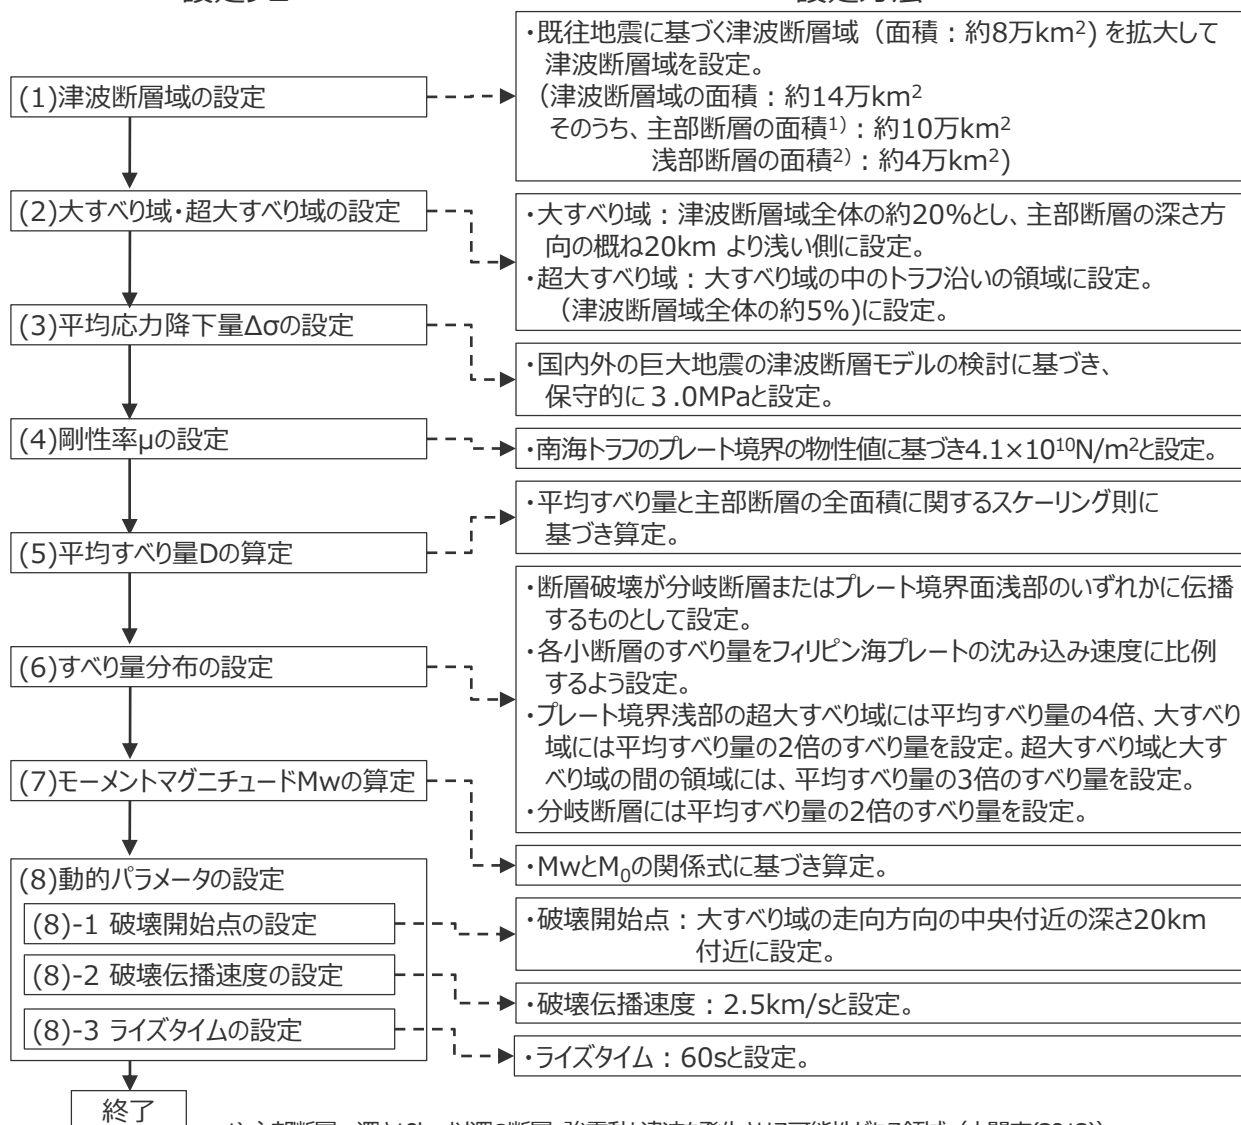 (1)津波断層域の設定
・既往地震に基づく津波断層域（面積：約8万km2) を拡大して
津波断層域を設定。
（津波断層域の面積：約14万km2
そのうち、主部断層の面積1)：約10万km2
浅部断層の面積2)：約4万km2)
(2)大すべり域・超大すべり域の設定
・大すべり域：津波断層域全体の約20%とし、主部断層の深さ方
向の概ね20km より浅い側に設定。
・超大すべり域：大すべり域の中のトラフ沿いの領域に設定。
（津波断層域全体の約5%)に設定。
(3)平均応力降下量Δσの設定
・国内外の巨大地震の津波断層モデルの検討に基づき、
保守的に３.0MPaと設定。
(4)剛性率μの設定
・南海トラフのプレート境界の物性値に基づき4.1×1010N/m2と設定。
(5)平均すべり量Dの算定
・平均すべり量と主部断層の全面積に関するスケーリング則に
基づき算定。
(6)すべり量分布の設定
・断層破壊が分岐断層またはプレート境界面浅部のいずれかに伝播
するものとして設定。
・各小断層のすべり量をフィリピン海プレートの沈み込み速度に比例
するよう設定。
・プレート境界浅部の超大すべり域には平均すべり量の4倍、大すべり
域には平均すべり量の2倍のすべり量を設定。超大すべり域と大す
べり域の間の領域には、平均すべり量の3倍のすべり量を設定。
・分岐断層には平均すべり量の2倍のすべり量を設定。
(7)モーメントマグニチュードMwの算定
・MwとM0の関係式に基づき算定。
(8)動的パラメータの設定
(8)-1 破壊開始点の設定
・破壊開始点：大すべり域の走向方向の中央付近の深さ20km
付近に設定。
(8)-2 破壊伝播速度の設定
・破壊伝播速度：2.5km/sと設定。
(8)-3 ライズタイムの設定
・ライズタイム：60sと設定。
終了